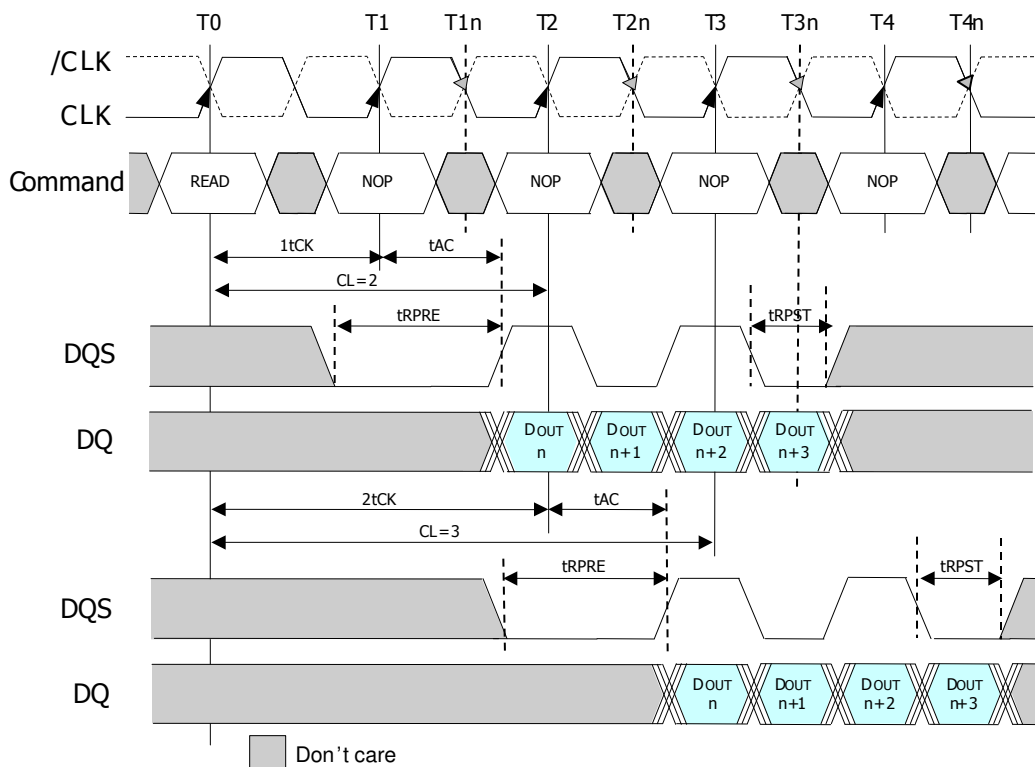 T0 T1 T1n T2 T2n T3 T3n T4 T4n
/CLK
CLK
Command READ NOP NOP NOP NOP
1tCK tAC
CL=2
tRPRE tRPST
DQS
DQ DOUT n DOUT n+1 DOUT n+2 DOUT n+3
2tCK tAC
CL=3
tRPRE tRPST
DQS
DQ DOUT n DOUT n+1 DOUT n+2 DOUT n+3
Don't care